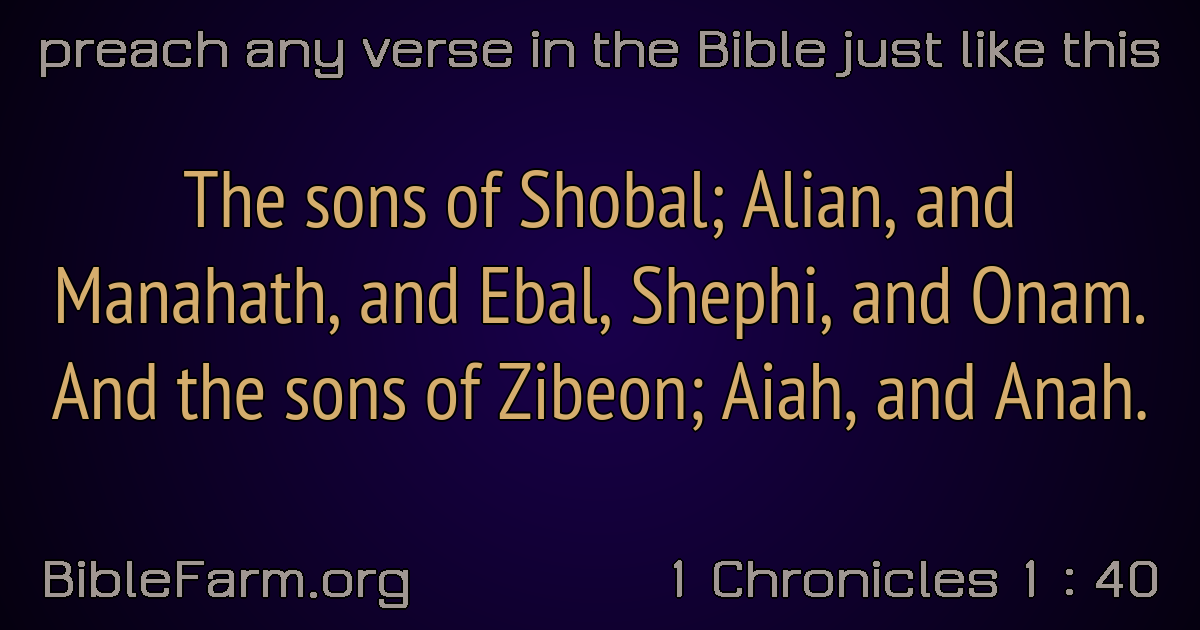 preach any verse in the Bible just like this
The sons of Shobal; Alian, and
Manahath, and Ebal, Shephi, and Onam.
And the sons of Zibeon; Aiah, and Anah.
BibleFarm.org
1 Chronicles 1 : 40